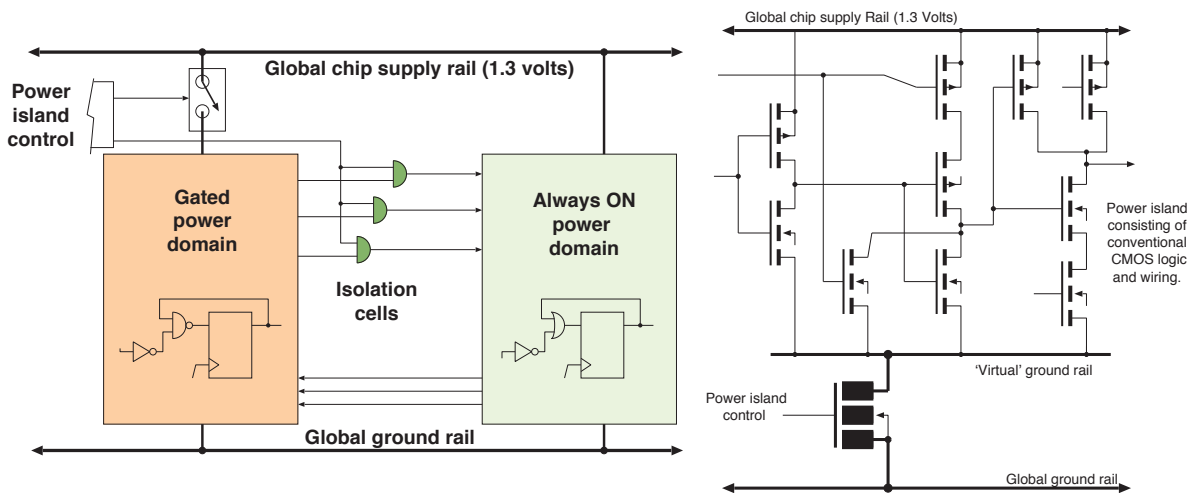 Global chip supply rail (1.3 volts)
Power
island
control
Gated
power
domain
Always ON
power
domain
Isolation
cells
Global ground rail
Global chip supply Rail (1.3 Volts)
Power island
consisting of
conventional
CMOS logic
and wiring.
'Virtual' ground rail
Power island
control
Global ground rail